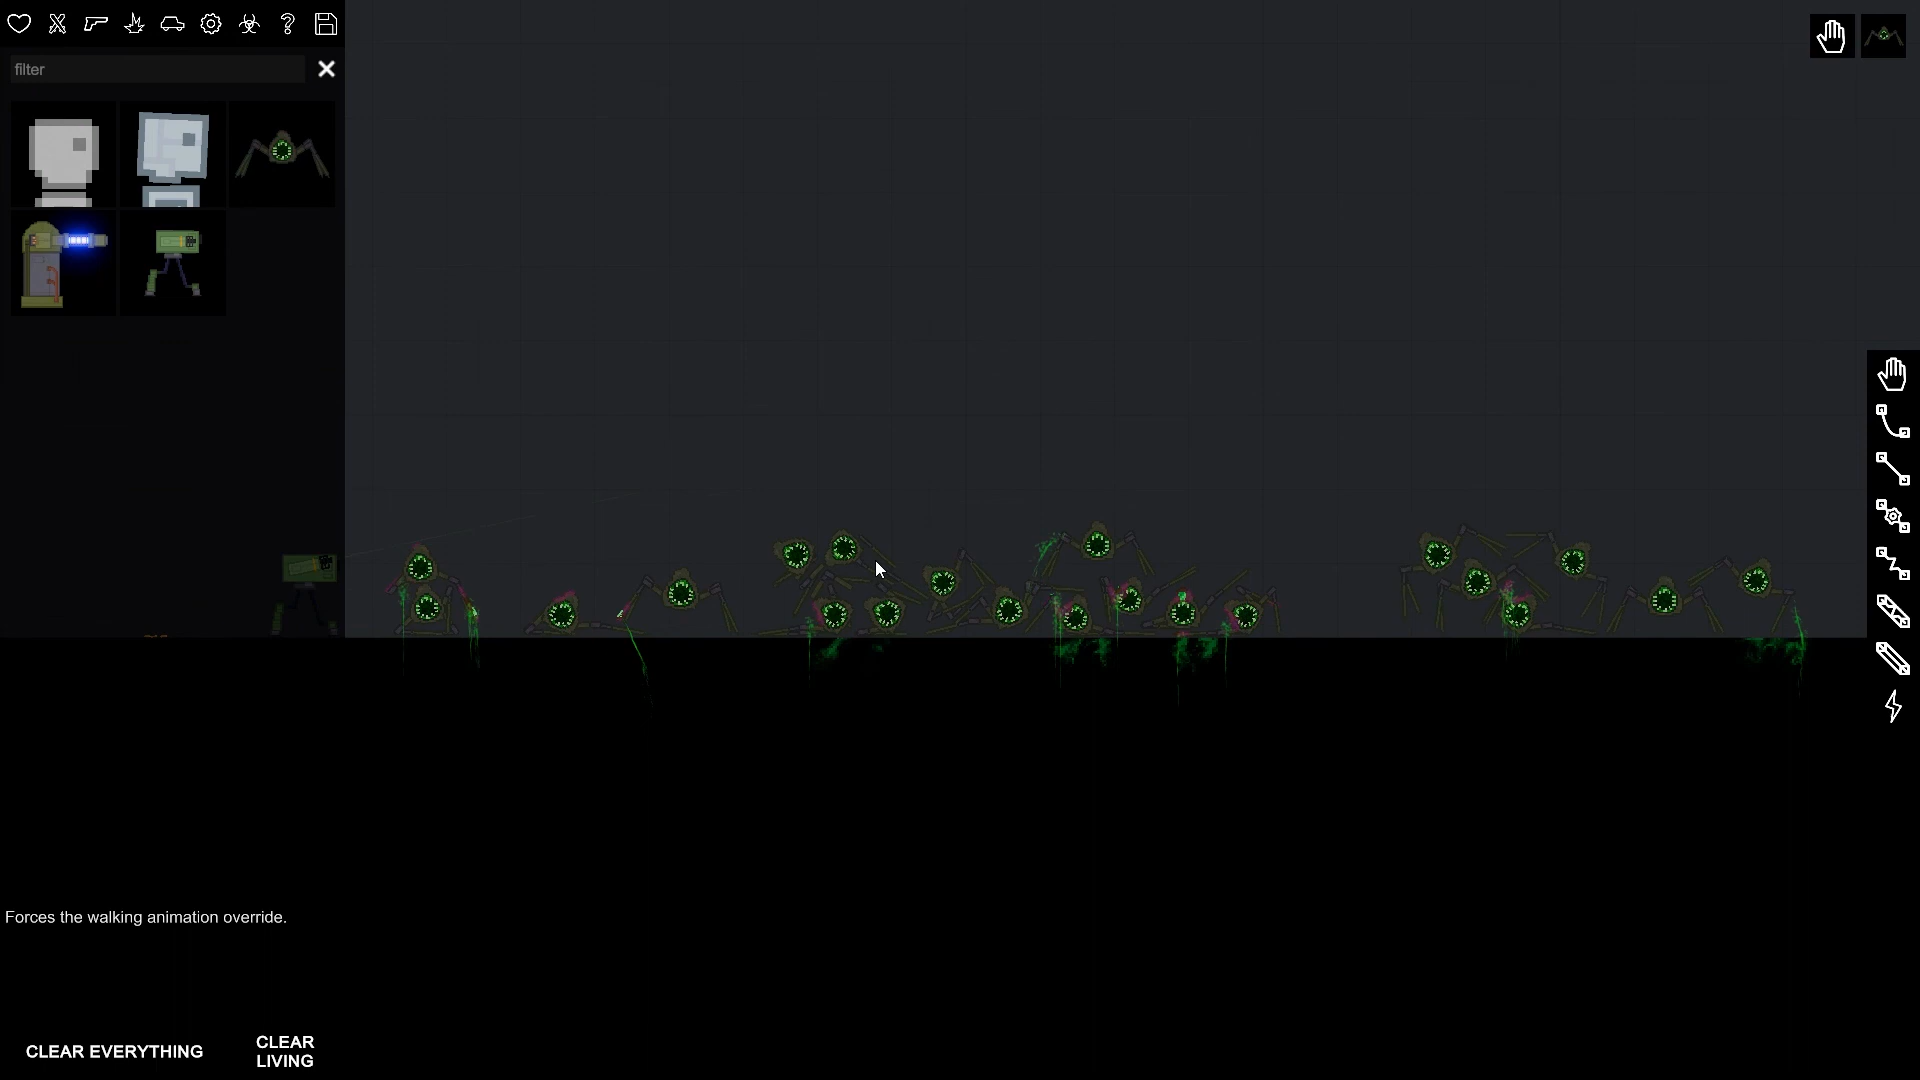 filter
Forces the walking animation override.
CLEAR EVERYTHING
CLEAR
LIVING